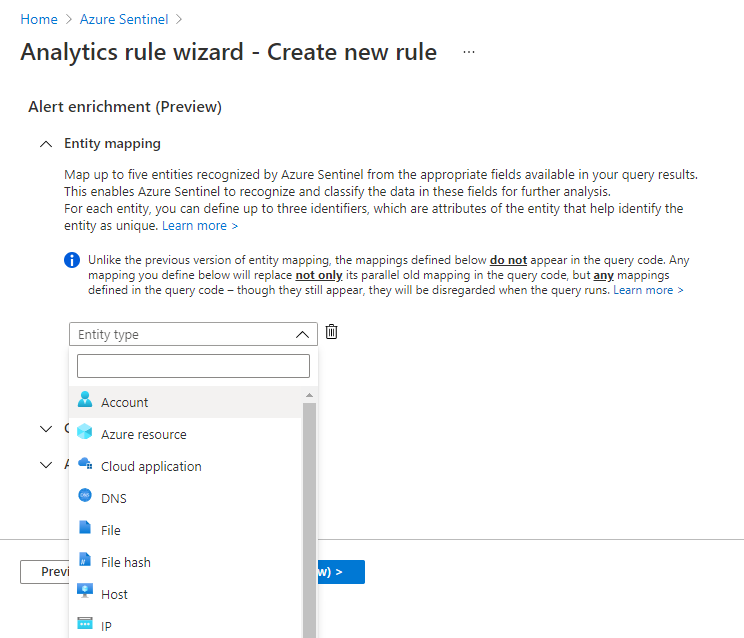 Home > Azure Sentinel >
Analytics rule wizard - Create new rule ...
Alert enrichment (Preview)
Entity mapping
Map up to five entities recognized by Azure Sentinel from the appropriate fields available in your query results.
This enables Azure Sentinel to recognize and classify the data in these fields for further analysis.
For each entity, you can define up to three identifiers, which are attributes of the entity that help identify the
entity as unique. Learn more >
Unlike the previous version of entity mapping, the mappings defined below do not appear in the query code. Any
mapping you define below will replace not only its parallel old mapping in the query code, but any mappings
defined in the query code – though they still appear, they will be disregarded when the query runs. Learn more >
Entity type
Account
Azure resource
Cloud application
DNS
File
File hash
Host
IP